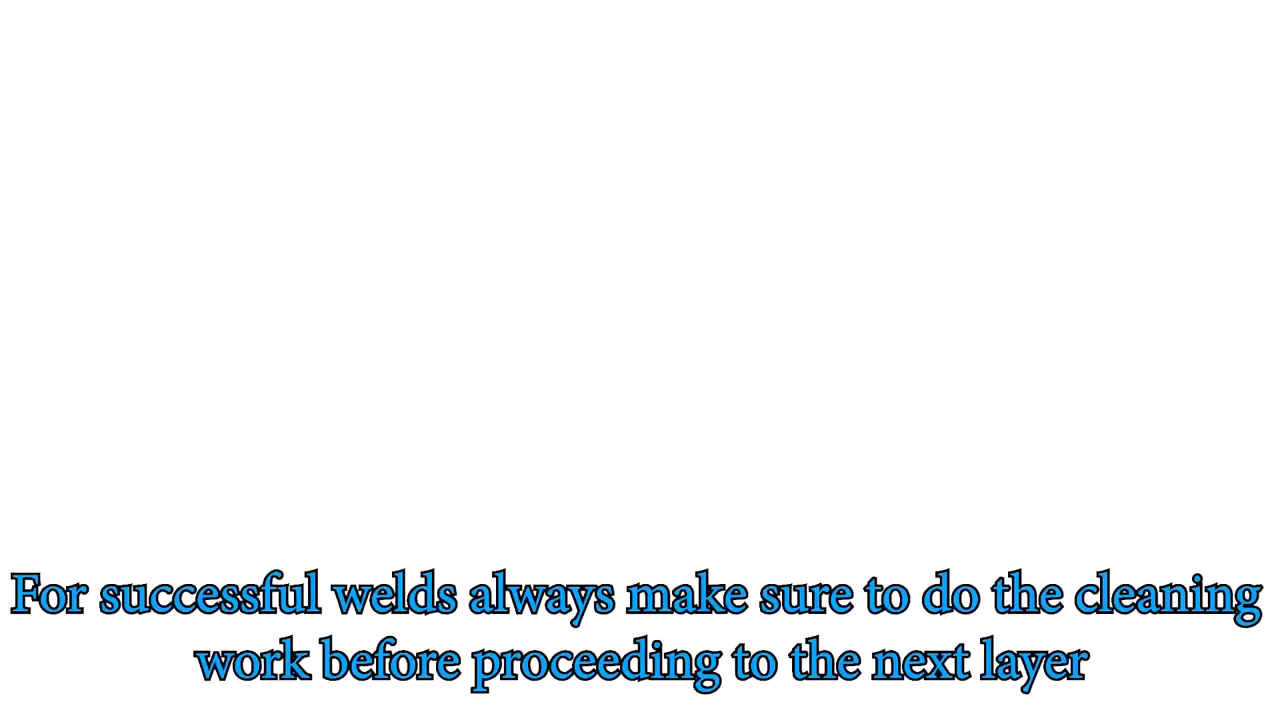 For successful welds always make sure to do the cleaning
work before proceeding to the next layer